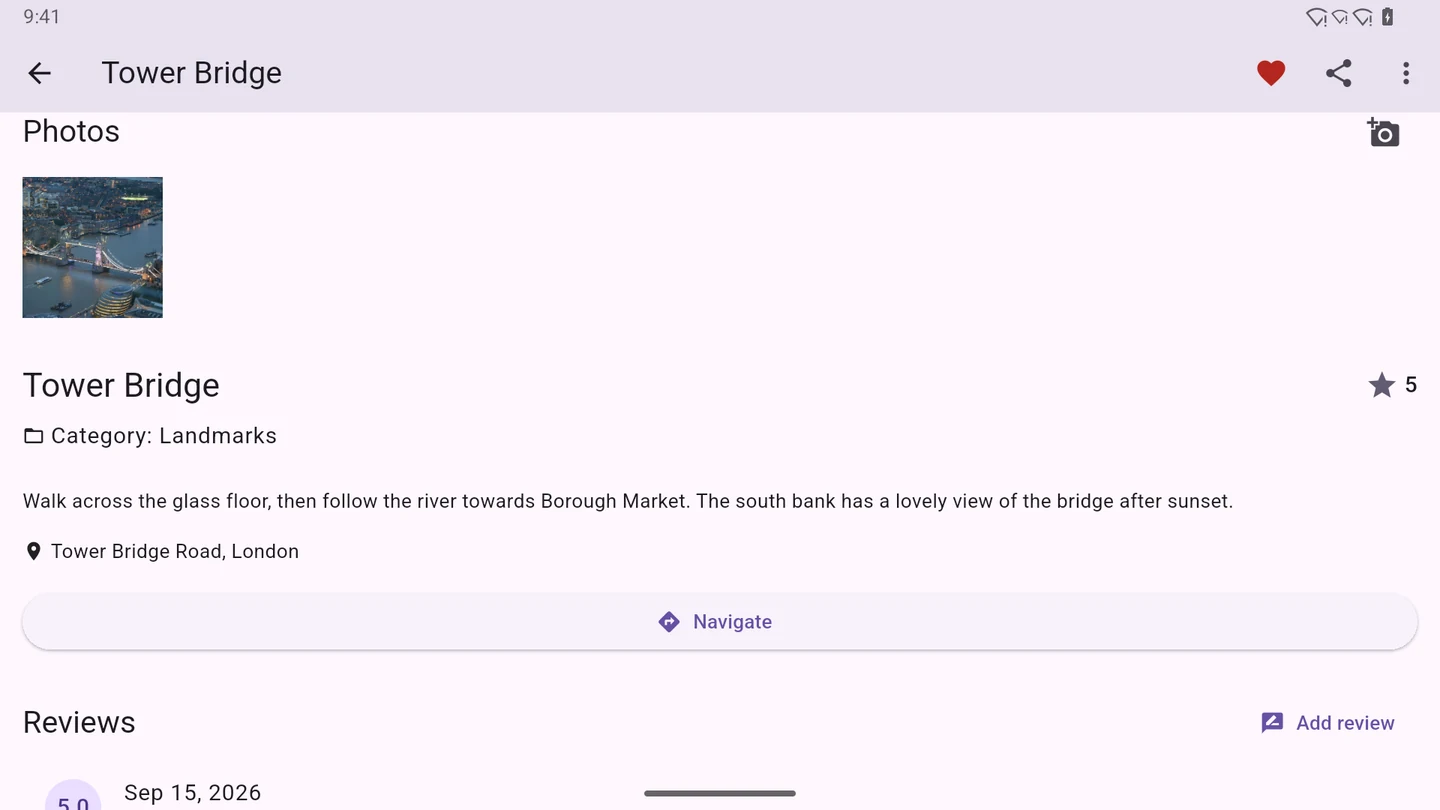 9:41
Tower Bridge
Photos
Tower Bridge
5
Category: Landmarks
Walk across the glass floor, then follow the river towards Borough Market. The south bank has a lovely view of the bridge after sunset.
Tower Bridge Road, London
Navigate
Reviews
Add review
Sep 15, 2026
5.0